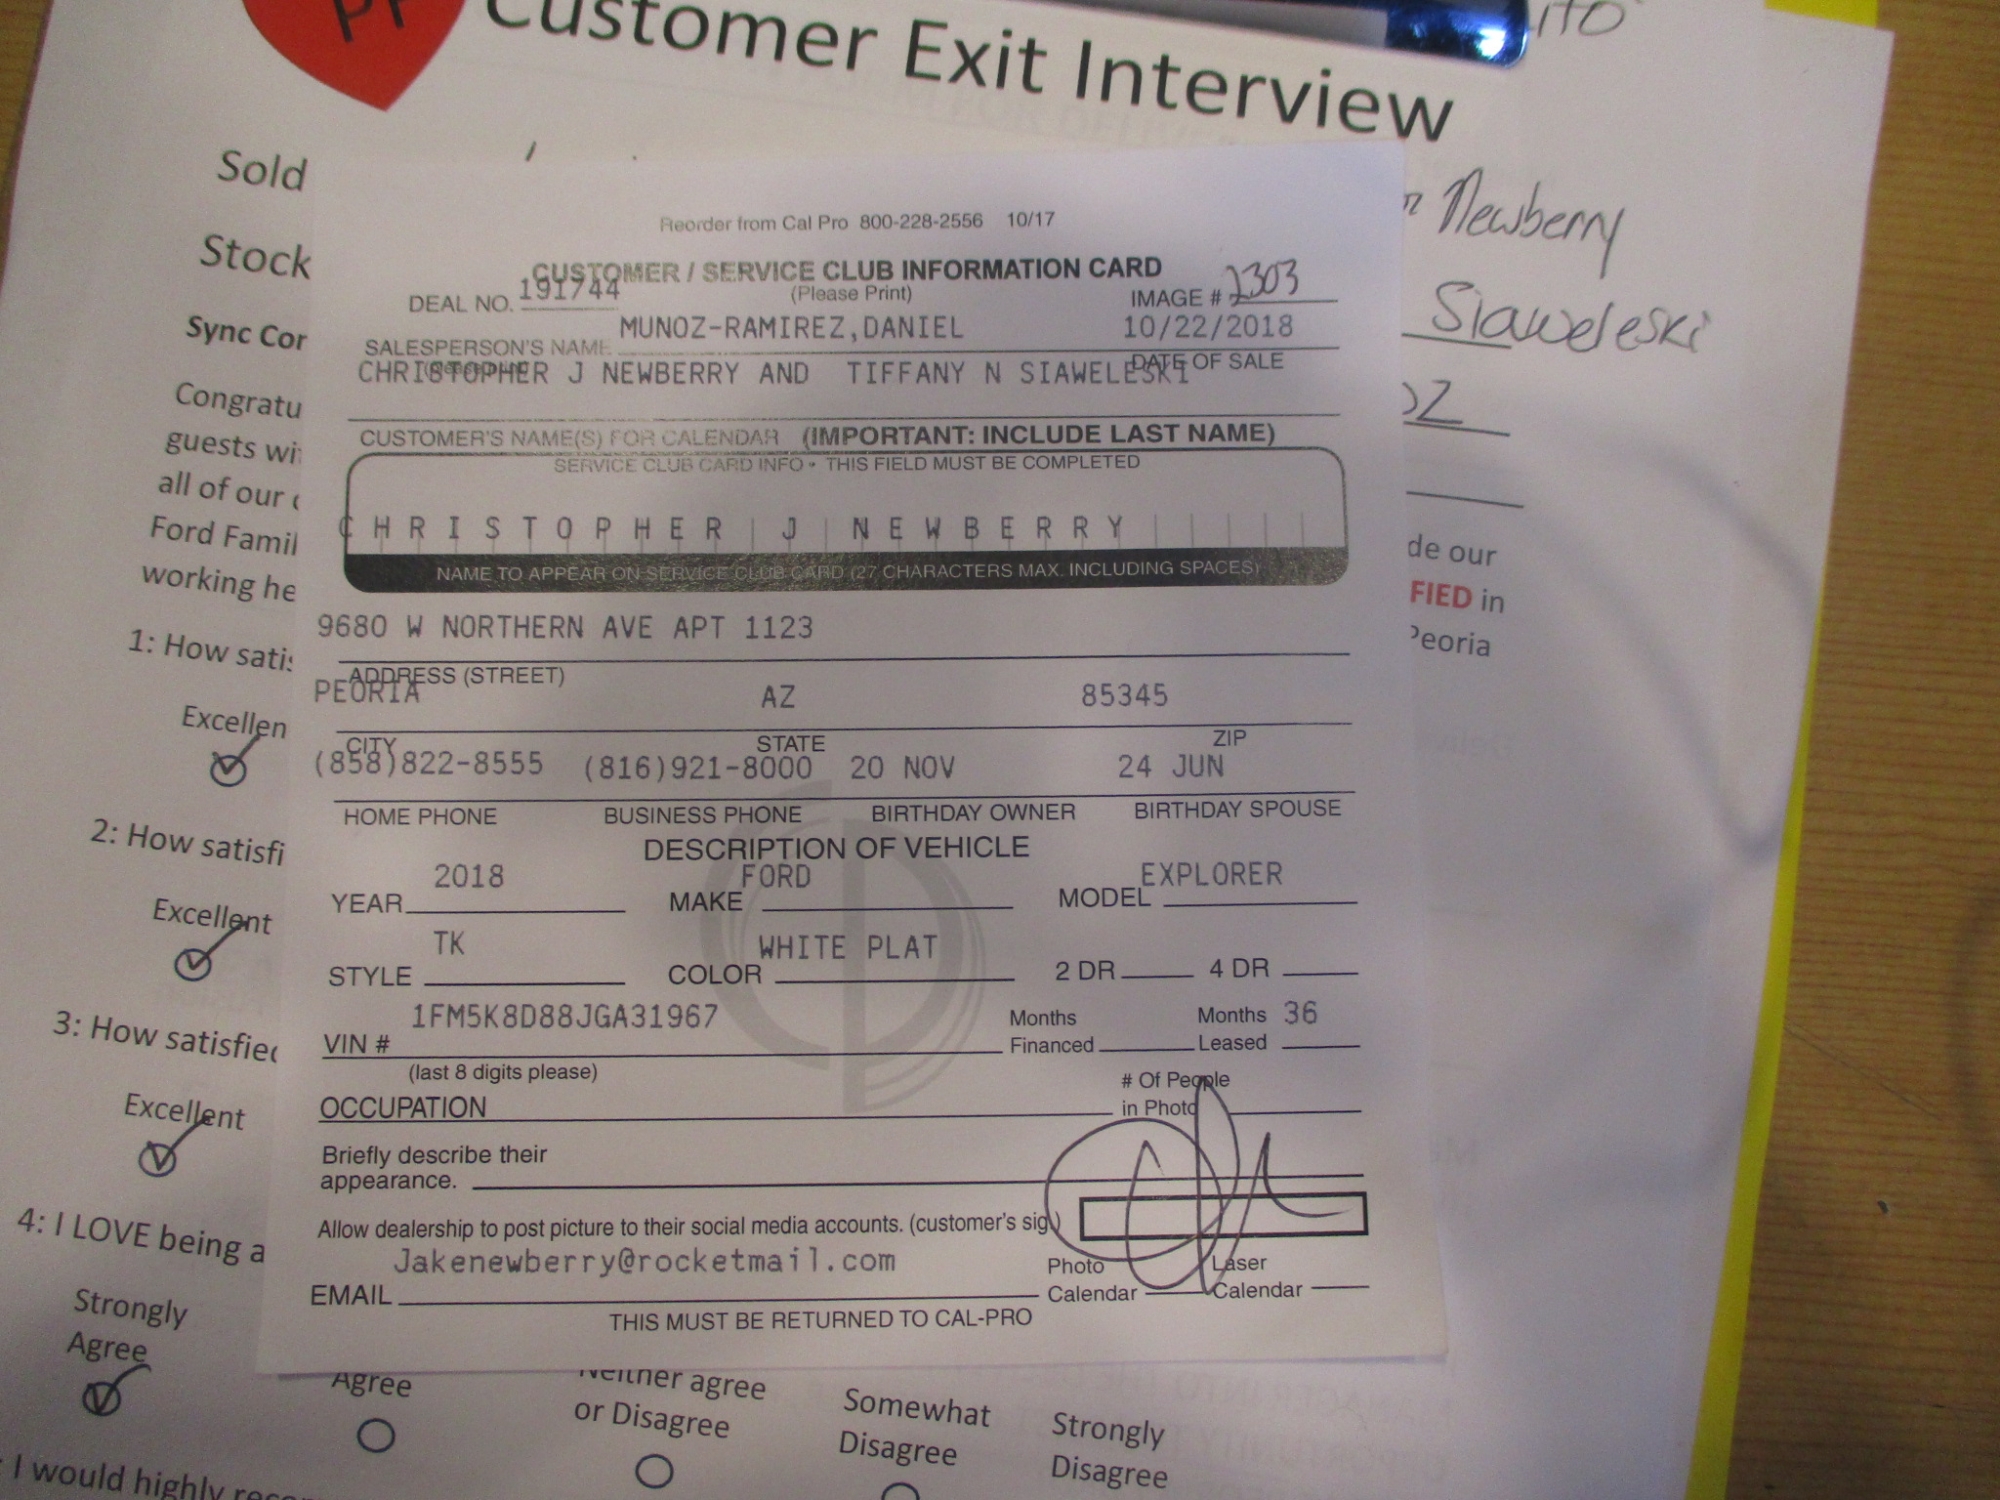 PP
Customer Exit Interview
ITO
Sold
Newberry
Stock
Siaweleski
Sync Cor
OZ
Congratu
guests wi
all of our
Ford Famil
de our
working he
FIED in
Peoria
1: How satis
Excellen
2: How satisfi
Excellent
3: How satisfied
Excellent
4: I LOVE being a
Strongly
Agree
Reorder from Cal Pro 800-228-2556 10/17
CUSTOMER / SERVICE CLUB INFORMATION CARD
(Please Print)
DEAL NO. 191744
IMAGE # 2303
MUNOZ-RAMIREZ,DANIEL 10/22/2018
SALESPERSON'S NAME
DATE OF SALE
CHRISTOPHER J NEWBERRY AND TIFFANY N SIAWELESKI
CUSTOMER'S NAME(S) FOR CALENDAR (IMPORTANT: INCLUDE LAST NAME)
SERVICE CLUB CARD INFO • THIS FIELD MUST BE COMPLETED
CHRISTOPHER J NEWBERRY
NAME TO APPEAR ON SERVICE CLUB CARD (27 CHARACTERS MAX. INCLUDING SPACES)
9680 W NORTHERN AVE APT 1123
ADDRESS (STREET)
PEORIA AZ 85345
CITY STATE ZIP
(858)822-8555 (816)921-8000 20 NOV 24 JUN
HOME PHONE BUSINESS PHONE BIRTHDAY OWNER BIRTHDAY SPOUSE
DESCRIPTION OF VEHICLE
YEAR 2018 MAKE FORD MODEL EXPLORER
STYLE TK COLOR WHITE PLAT 2 DR 4 DR
VIN # 1FM5K8D88JGA31967
(last 8 digits please)
Months Financed
Months Leased 36
OCCUPATION
# Of People
in Photo
Briefly describe their
appearance.
Allow dealership to post picture to their social media accounts. (customer's sig.)
EMAIL Jakenewberry@rocketmail.com
Photo Calendar
Laser Calendar
THIS MUST BE RETURNED TO CAL-PRO
Agree
Neither agree
or Disagree
Somewhat
Disagree
Strongly
Disagree
I would highly reco